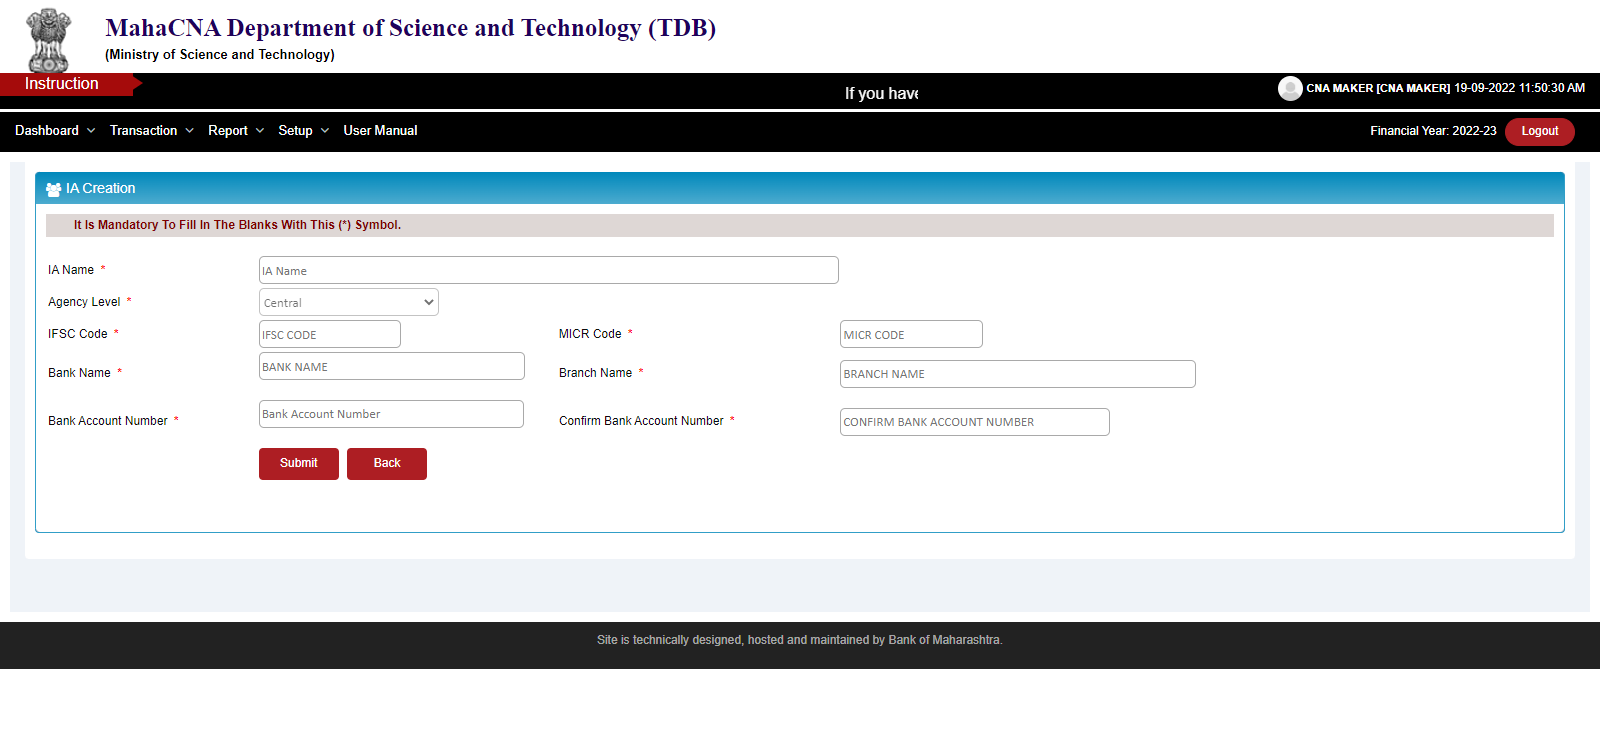 MahaCNA Department of Science and Technology (TDB)
(Ministry of Science and Technology)
Instruction
If you have
CNA MAKER [CNA MAKER] 19-09-2022 11:50:30 AM
Dashboard Transaction Report Setup User Manual
Financial Year: 2022-23 Logout
IA Creation
It Is Mandatory To Fill In The Blanks With This (*) Symbol.
IA Name * IA Name
Agency Level * Central
IFSC Code * IFSC CODE MICR Code * MICR CODE
Bank Name * BANK NAME Branch Name * BRANCH NAME
Bank Account Number * Bank Account Number Confirm Bank Account Number * CONFIRM BANK ACCOUNT NUMBER
Submit Back
Site is technically designed, hosted and maintained by Bank of Maharashtra.